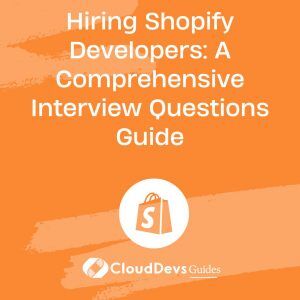 Hiring Shopify
Developers: A
Comprehensive
Interview Questions
Guide
S
CloudDevs Guides